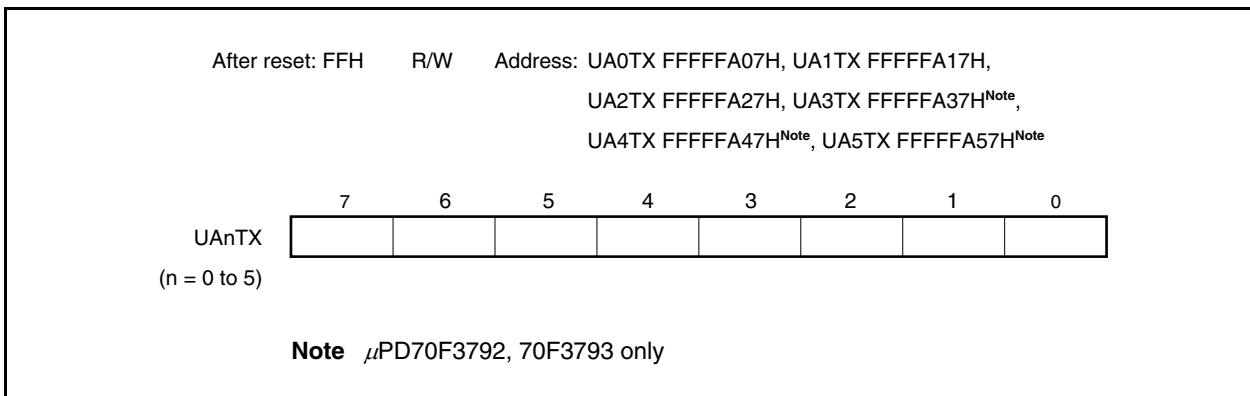 After reset: FFH R/W Address: UA0TX FFFFFA07H, UA1TX FFFFFA17H,
UA2TX FFFFFA27H, UA3TX FFFFFA37HNote,
UA4TX FFFFFA47HNote, UA5TX FFFFFA57HNote
7 6 5 4 3 2 1 0
UAnTX
(n = 0 to 5)
Note μPD70F3792, 70F3793 only